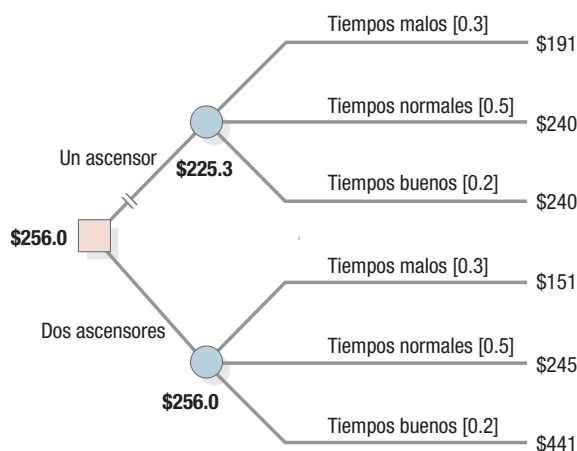 Tiempos malos [0.3]
$191
Tiempos normales [0.5]
$240
Un ascensor
$225.3
Tiempos buenos [0.2]
$240
$256.0
Tiempos malos [0.3]
$151
Dos ascensores
Tiempos normales [0.5]
$245
$256.0
Tiempos buenos [0.2]
$441